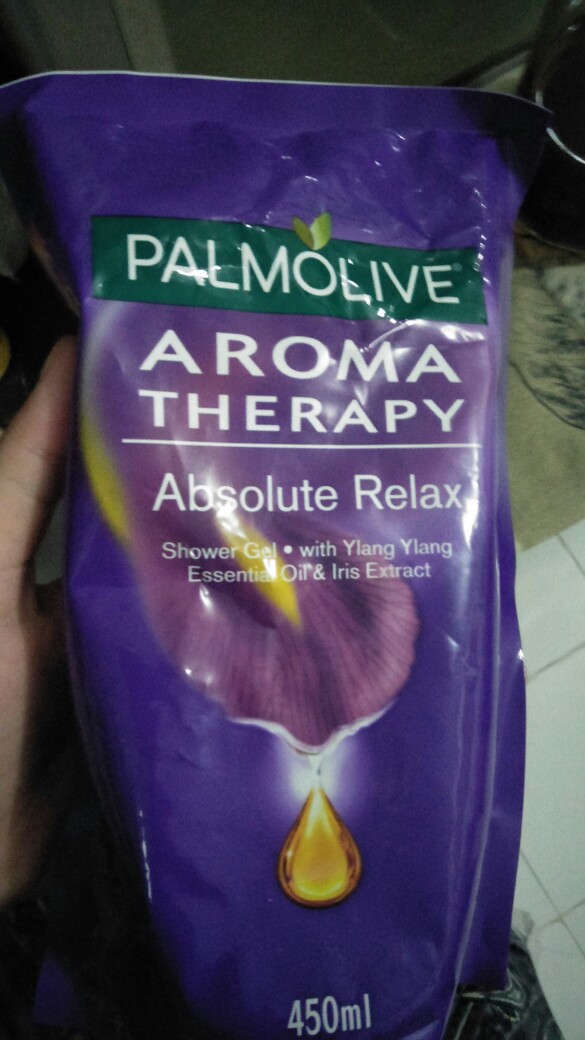 PALMOLIVE®
AROMA
THERAPY
Absolute Relax
Shower Gel • with Ylang Ylang
Essential Oil & Iris Extract
450ml